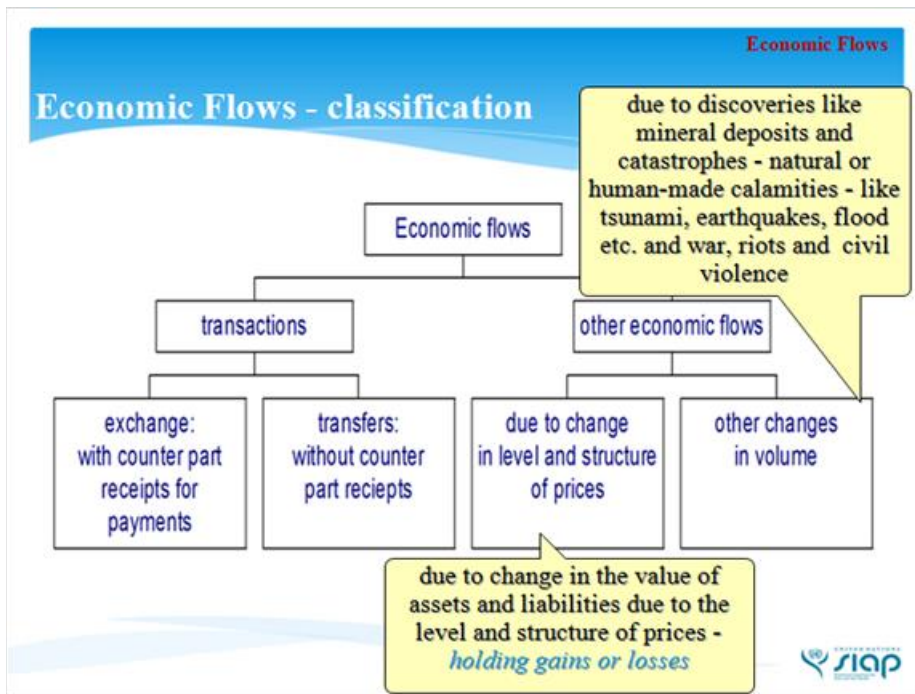 Economic Flows
Economic Flows - classification
due to discoveries like
mineral deposits and
catastrophes - natural or
human-made calamities - like
tsunami, earthquakes, flood
etc. and war, riots and civil
violence
Economic flows
transactions
other economic flows
exchange:
with counter part
receipts for
payments
transfers:
without counter
part reciepts
due to change
in level and structure
of prices
other changes
in volume
due to change in the value of
assets and liabilities due to the
level and structure of prices -
holding gains or losses
UNITED NATIONS
SIAP